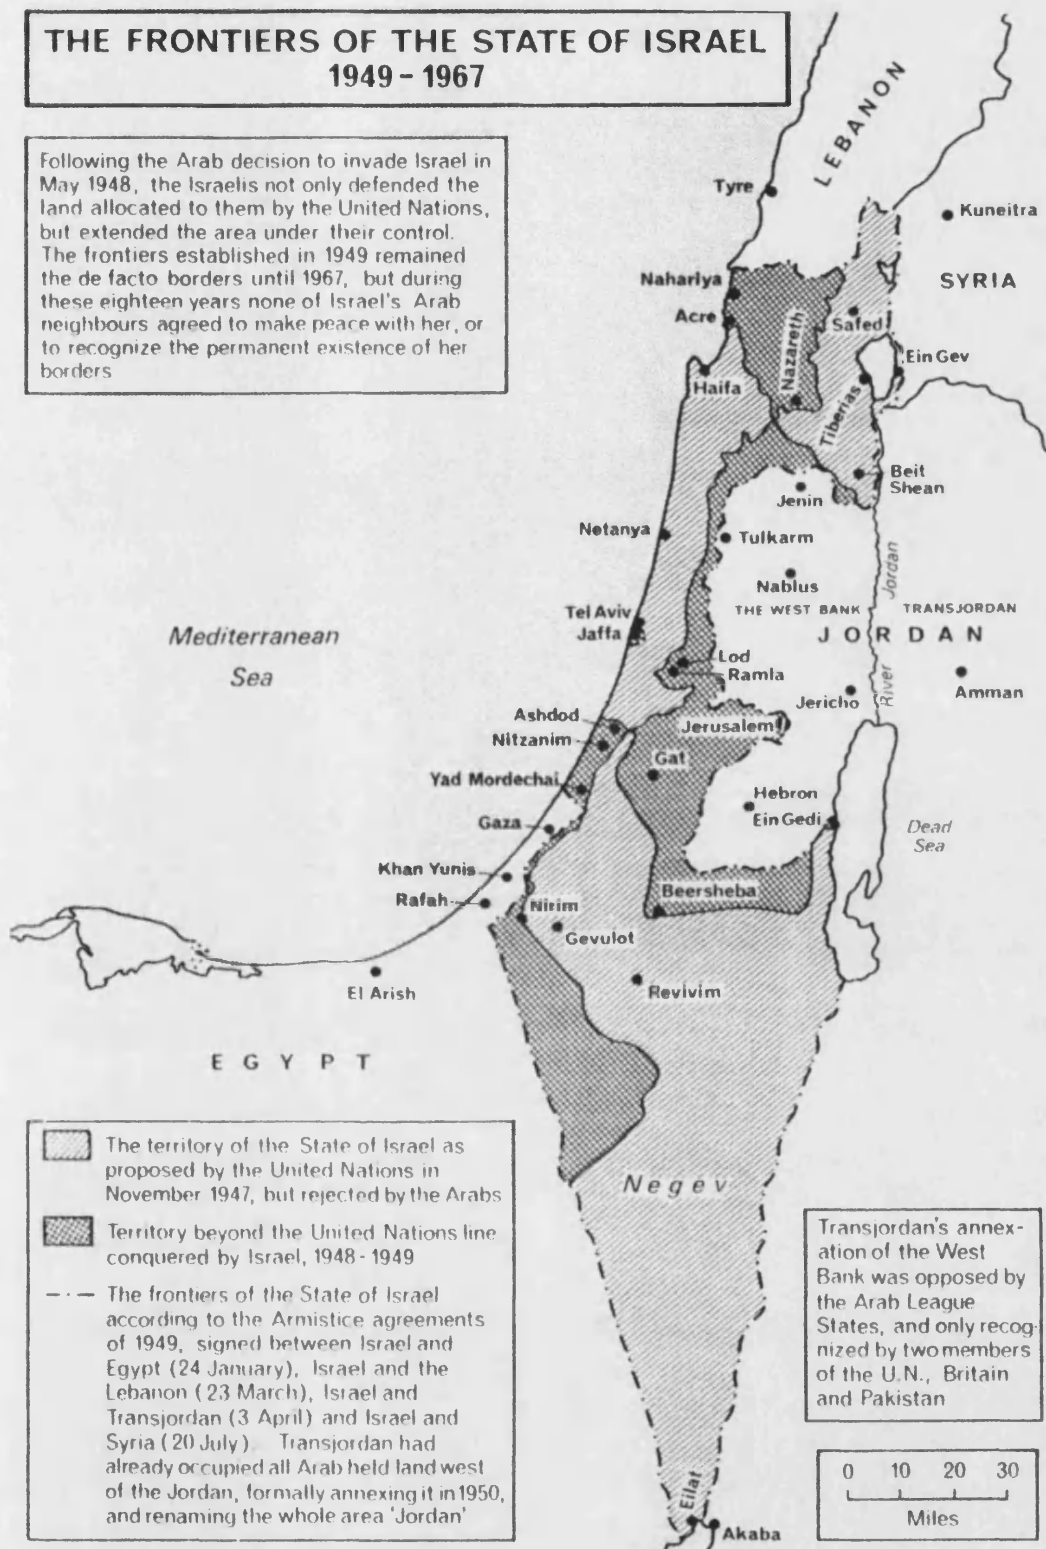 THE FRONTIERS OF THE STATE OF ISRAEL
1949 - 1967
Following the Arab decision to invade Israel in
May 1948, the Israelis not only defended the
land allocated to them by the United Nations,
but extended the area under their control.
The frontiers established in 1949 remained
the de facto borders until 1967, but during
these eighteen years none of Israel's Arab
neighbours agreed to make peace with her, or
to recognize the permanent existence of her
borders
LEBANON
Tyre
Kuneitra
SYRIA
Nahariya
Acre
Safed
Nazareth
Ein Gev
Haifa
Tiberias
Beit
Shean
Jenin
Netanya
Tulkarm
Nablus
Jordan
River
THE WEST BANK
TRANSJORDAN
JORDAN
Tel Aviv
Jaffa
Mediterranean
Sea
Lod
Ramla
Jericho
Amman
Ashdod
Nitzanim
Jerusalem
Gat
Yad Mordechai
Hebron
Ein Gedi
Gaza
Dead
Sea
Khan Yunis
Rafah
Nirim
Beersheba
Gevulot
Revivim
El Arish
EGYPT
Negev
The territory of the State of Israel as
proposed by the United Nations in
November 1947, but rejected by the Arabs
Territory beyond the United Nations line
conquered by Israel, 1948 - 1949
The frontiers of the State of Israel
according to the Armistice agreements
of 1949, signed between Israel and
Egypt (24 January), Israel and the
Lebanon (23 March), Israel and
Transjordan (3 April) and Israel and
Syria (20 July). Transjordan had
already occupied all Arab held land west
of the Jordan, formally annexing it in 1950,
and renaming the whole area 'Jordan'
Transjordan's annex-
ation of the West
Bank was opposed by
the Arab League
States, and only recog-
nized by two members
of the U.N., Britain
and Pakistan
0 10 20 30
Miles
Eilat
Akaba